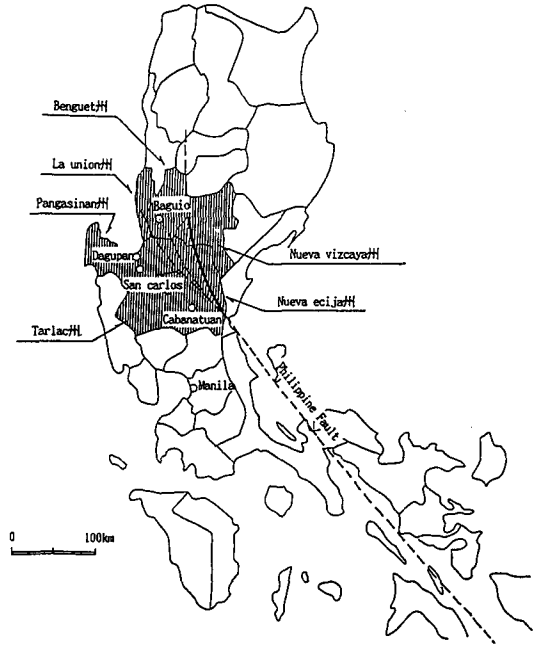 Benguet州
La union州
Pangasinan州
Baguio
Dagupan
San carlos
Nueva vizcaya州
Nueva ecija州
Cabanatuan
Tarlac州
Manila
Philippine Fault
0 100km